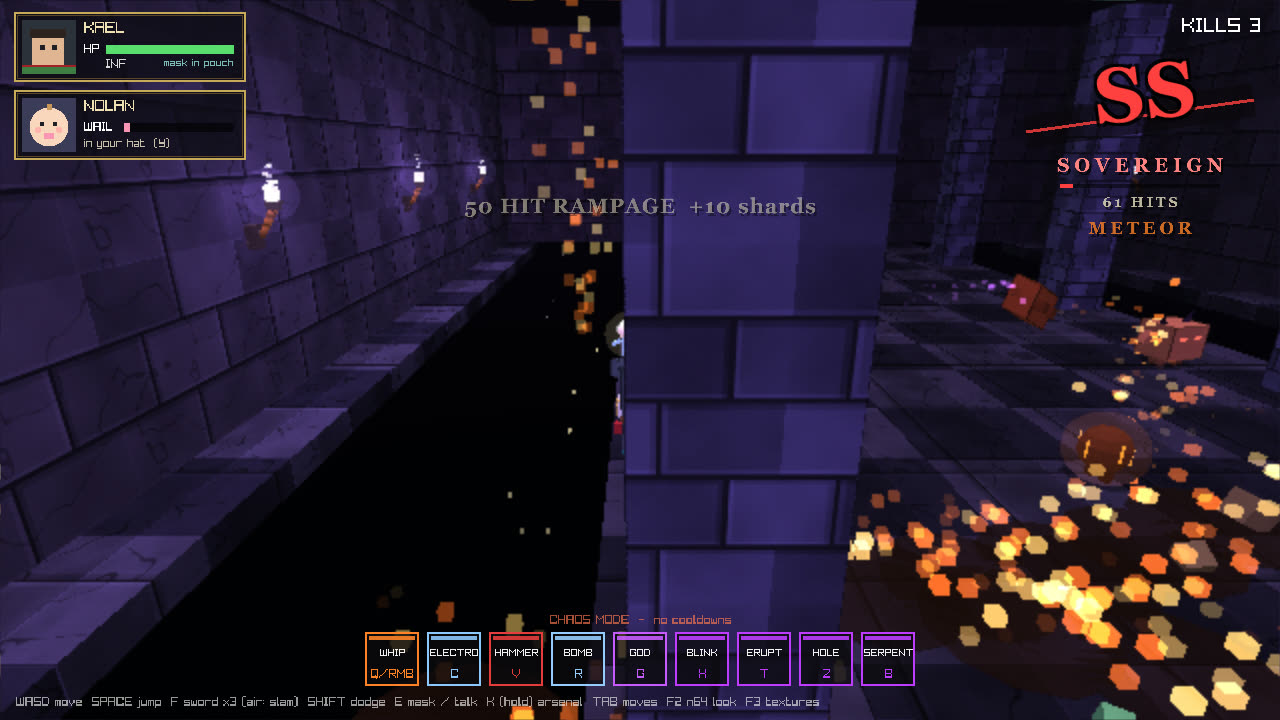 KAEL
HP
INF mask in pouch
NOLAN
WAIL
in your hat (Y)
KILLS 3
SS
SOVEREIGN
61 HITS
METEOR
50 HIT RAMPAGE +10 shards
CHAOS MODE - no cooldowns
WHIP ELECTRO HAMMER BOMB GOD BLINK ERUPT HOLE SERPENT
Q/RMB C V R G X T Z B
WASD move SPACE jump F sword x3 (air: slam) SHIFT dodge E mask / talk K (hold) arsenal TAB moves F2 n64 look F3 textures